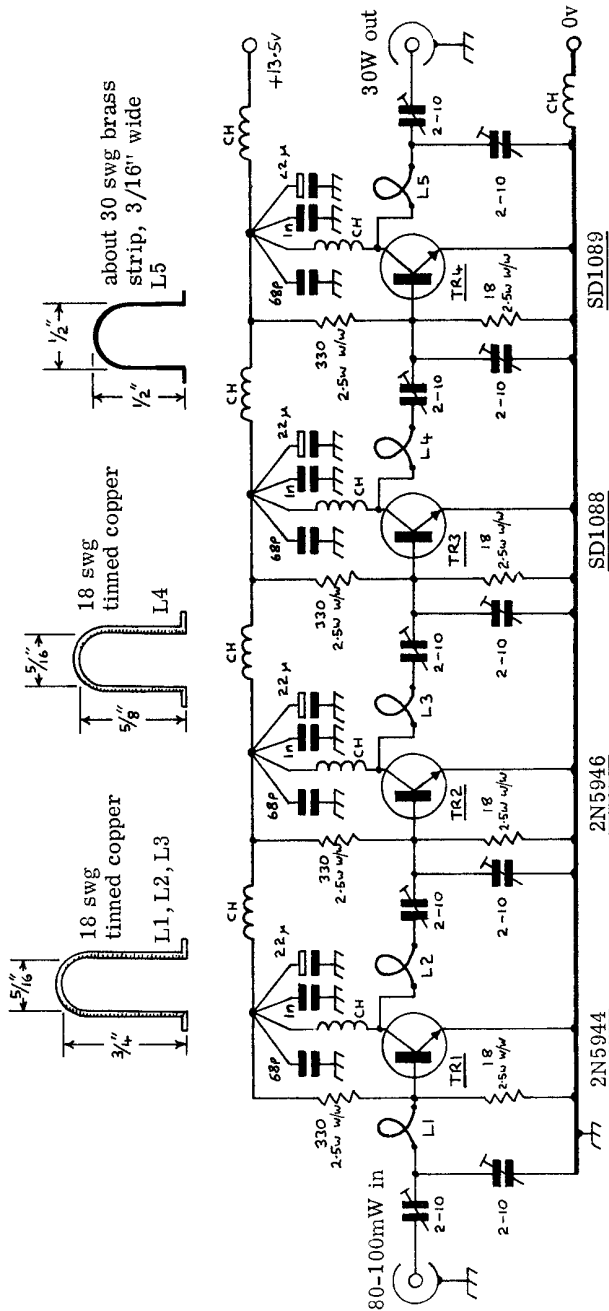 3/4"
5/16"
18 swg
tinned copper
L1, L2, L3
5/8"
5/16"
18 swg
tinned copper
L4
1/2"
1/2"
about 30 swg brass
strip, 3/16" wide
L5
CH
CH
CH
CH
+13.5v
68p
1n
22µ
CH
68p
1n
22µ
CH
68p
1n
22µ
CH
68p
1n
22µ
CH
330
2.5w w/w
330
2.5w w/w
330
2.5w w/w
330
2.5w w/w
80-100mW in
2-10
L1
TR1
L2
2-10
TR2
L3
2-10
TR3
L4
2-10
TR4
L5
2-10
30W out
2-10
18
2.5w w/w
2-10
18
2.5w w/w
2-10
18
2.5w w/w
2-10
18
2.5w w/w
2-10
CH
0v
2N5944
2N5946
SD1088
SD1089